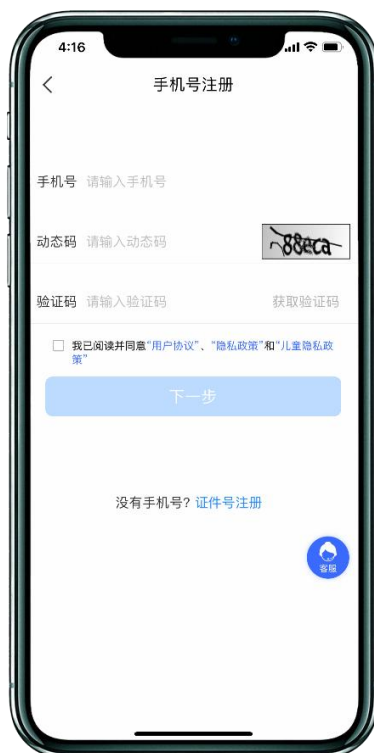 4:16
手机号注册
手机号 请输入手机号
动态码 请输入动态码 88eca
验证码 请输入验证码 获取验证码
我已阅读并同意“用户协议”、“隐私政策”和“儿童隐私政
策”
下一步
没有手机号? 证件号注册
客服